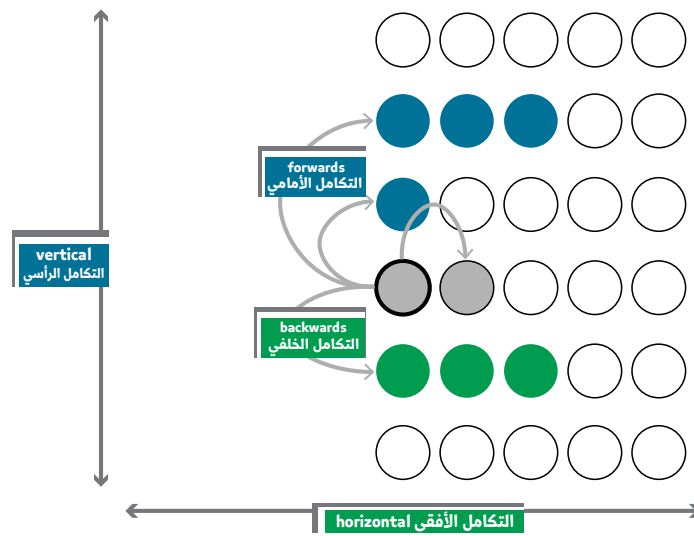 forwards
التكامل الأمامي
vertical
التكامل الرأسي
backwards
التكامل الخلفي
التكامل الأفقي horizontal